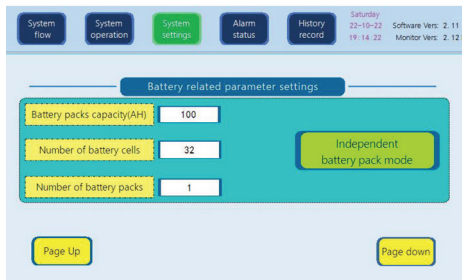 System flow
System operation
System settings
Alarm status
History record
Saturday
22-10-22
19:14:22
Software Vers: 2.11
Monitor Vers: 2.12
Battery related parameter settings
Battery packs capacity(AH) 100
Number of battery cells 32
Number of battery packs 1
Independent
battery pack mode
Page Up
Page down